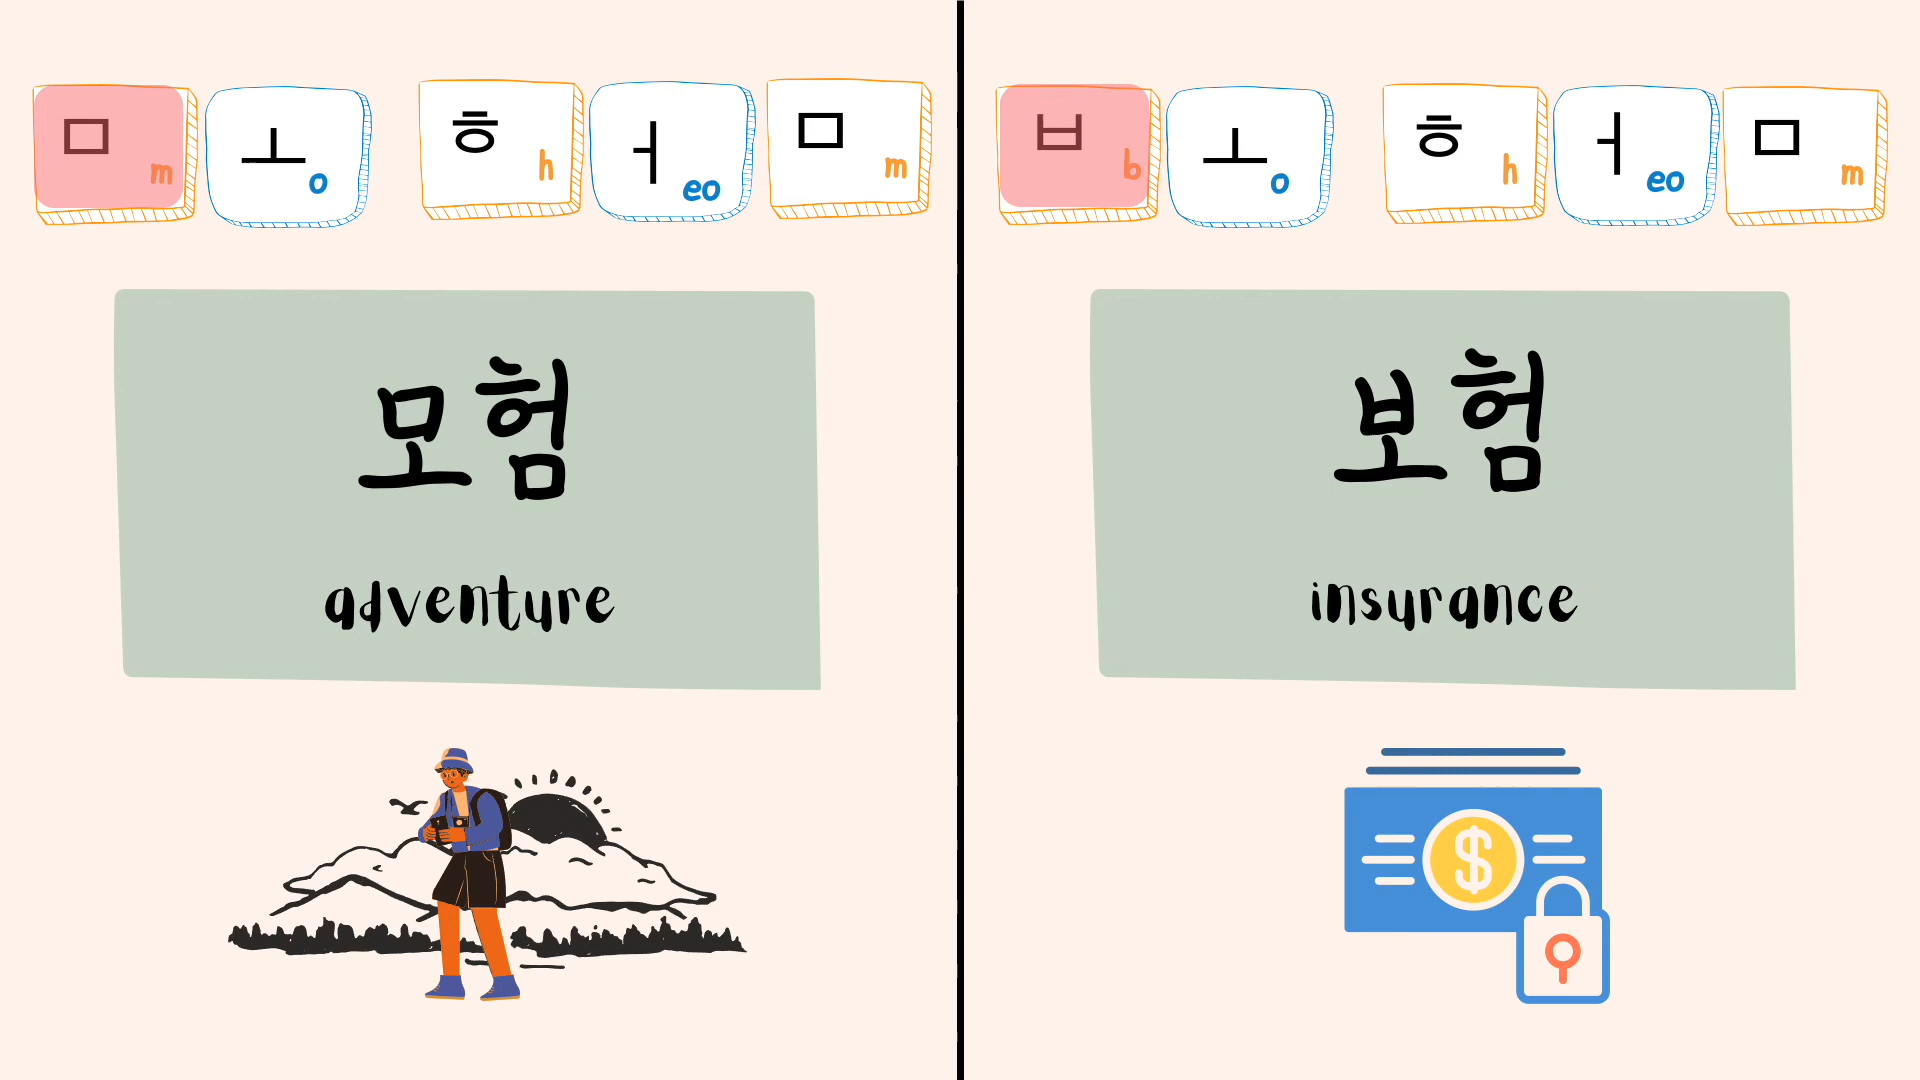 ㅁ m ㅗ o ㅎ h ㅓ eo ㅁ m
모험
adventure
ㅂ b ㅗ o ㅎ h ㅓ eo ㅁ m
보험
insurance
$